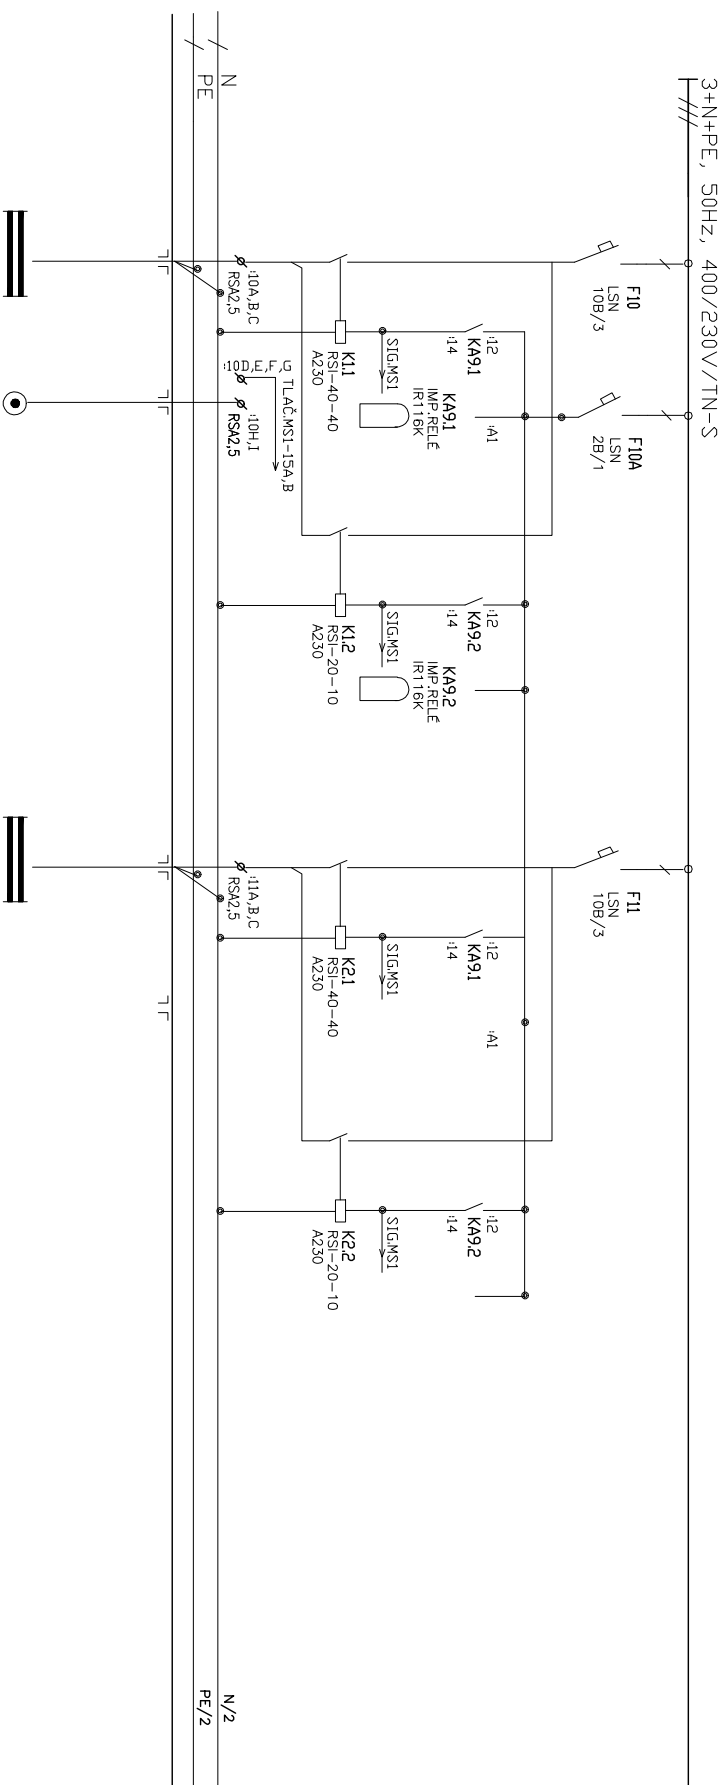 3+N+PE, 50Hz, 400/230V/TN-S
F10
LSN
10B/3
F10A
LSN
2B/1
F11
LSN
10B/3
:12
KA9.1
:14
:A1
KA9.1
IMP.RELÉ
IR116K
:12
KA9.2
:14
KA9.2
IMP.RELÉ
IR116K
:12
KA9.1
:14
:A1
:12
KA9.2
:14
SIG.MS1
SIG.MS1
SIG.MS1
SIG.MS1
K1.1
RSI-40-40
A230
K1.2
RSI-20-10
A230
K2.1
RSI-40-40
A230
K2.2
RSI-20-10
A230
:10A,B,C
RSA2,5
:10D,E,F,G
TLAČ.MS1-15A,B
:10H,I
RSA2,5
:11A,B,C
RSA2,5
N
PE
N/2
PE/2